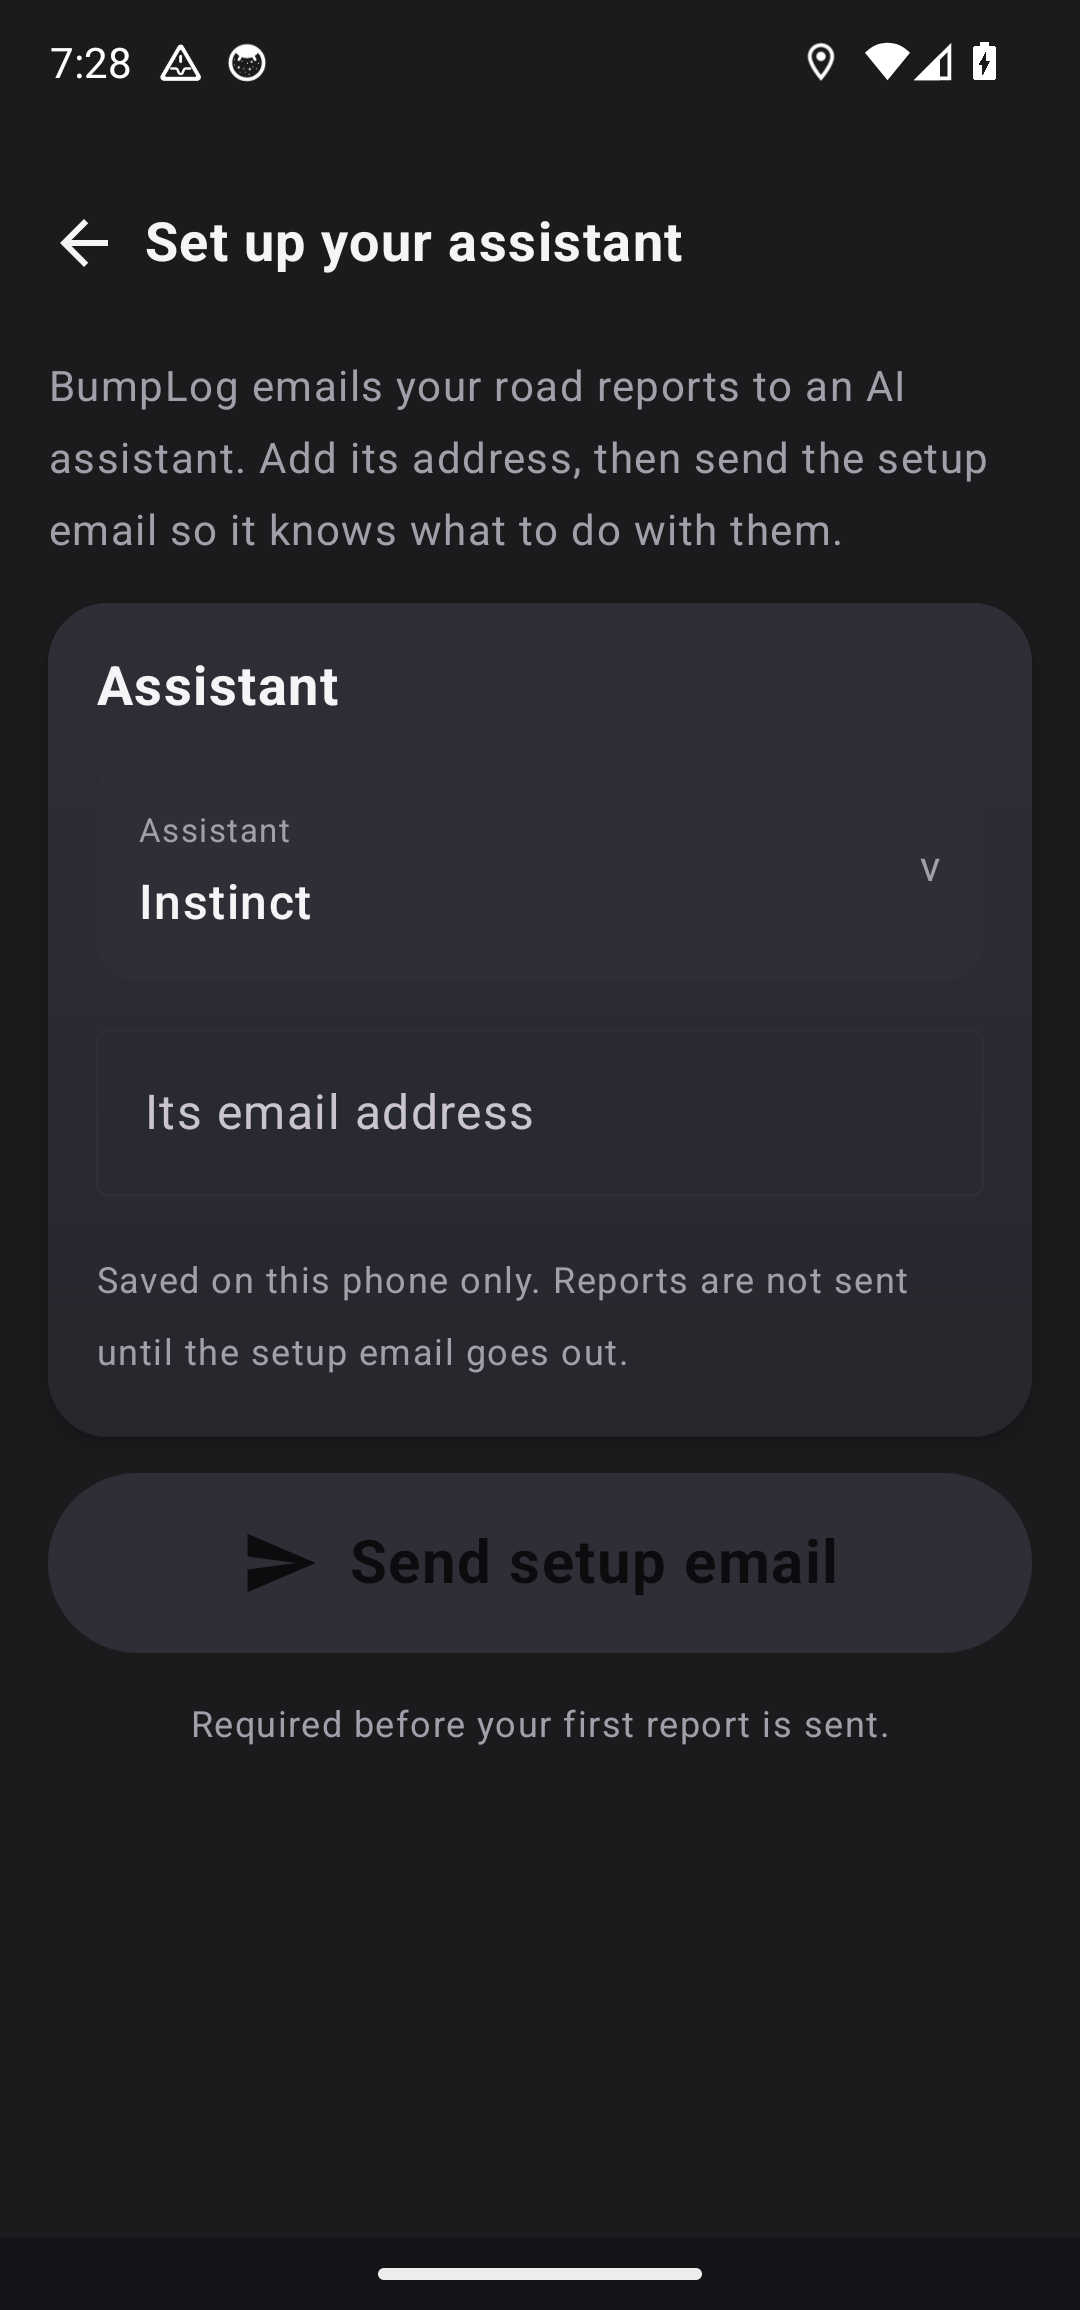 7:28
Set up your assistant
BumpLog emails your road reports to an AI
assistant. Add its address, then send the setup
email so it knows what to do with them.
Assistant
Assistant
Instinct
v
Its email address
Saved on this phone only. Reports are not sent
until the setup email goes out.
Send setup email
Required before your first report is sent.